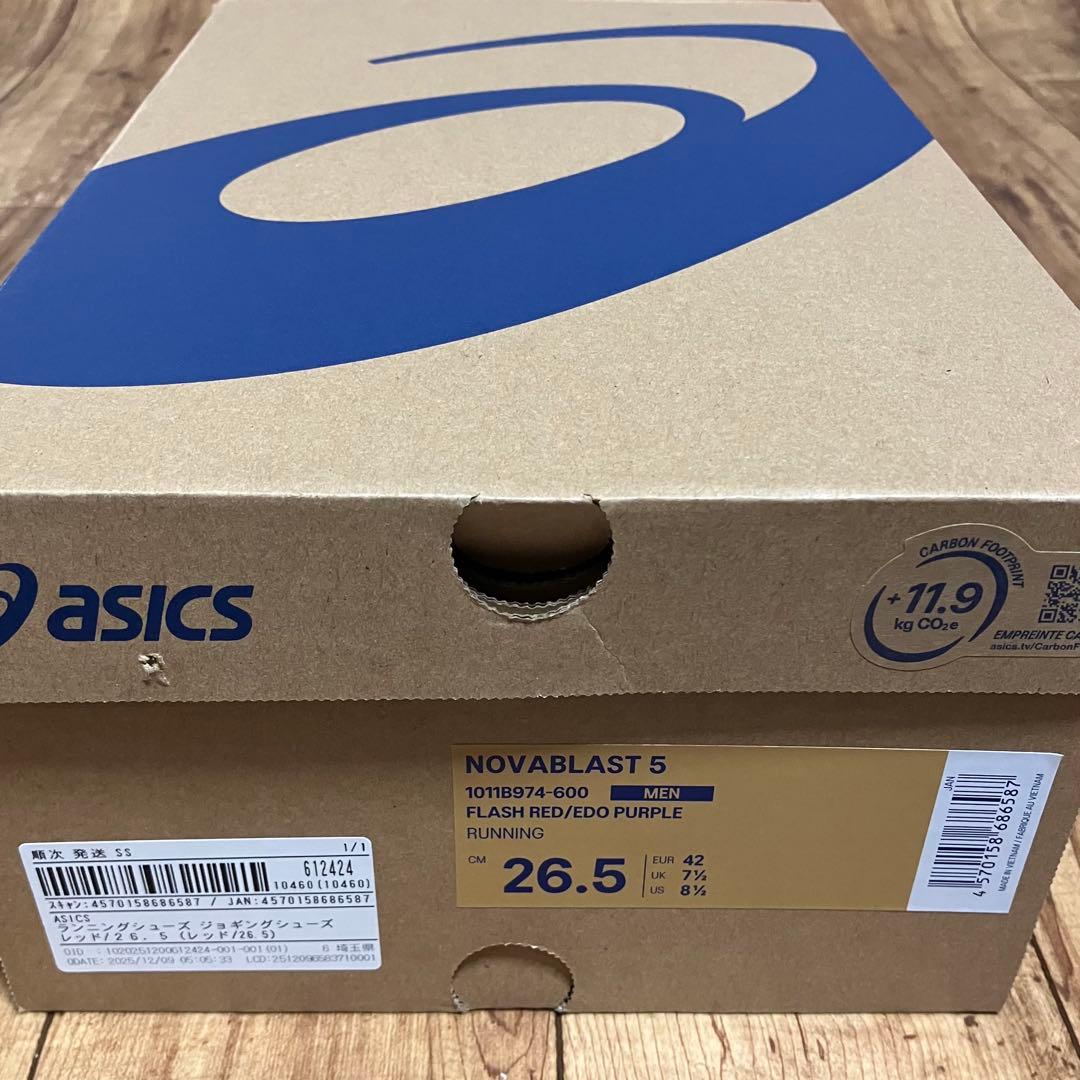 asics
CARBON FOOTPRINT
+11.9
kg CO₂e
EMPREINTE CA
asics.tv/CarbonF
NOVABLAST 5
1011B974-600 MEN
FLASH RED/EDO PURPLE
RUNNING
CM 26.5
EUR 42
UK 7½
US 8½
JAN
4 570158 686587
MADE IN VIETNAM / FABRIQUÉ AU VIETNAM
順次 発送 SS 1/1
612424
10460(10460)
スキャン:4570158686587 / JAN:4570158686587
ASICS
ランニングシューズ ジョギングシューズ
レッド/26.5 (レッド/26.5)
OID :1020251200612424-001-001(01) 6 埼玉県
ODATE: 2025/12/09 05:05:33 LCD:2512096583710001